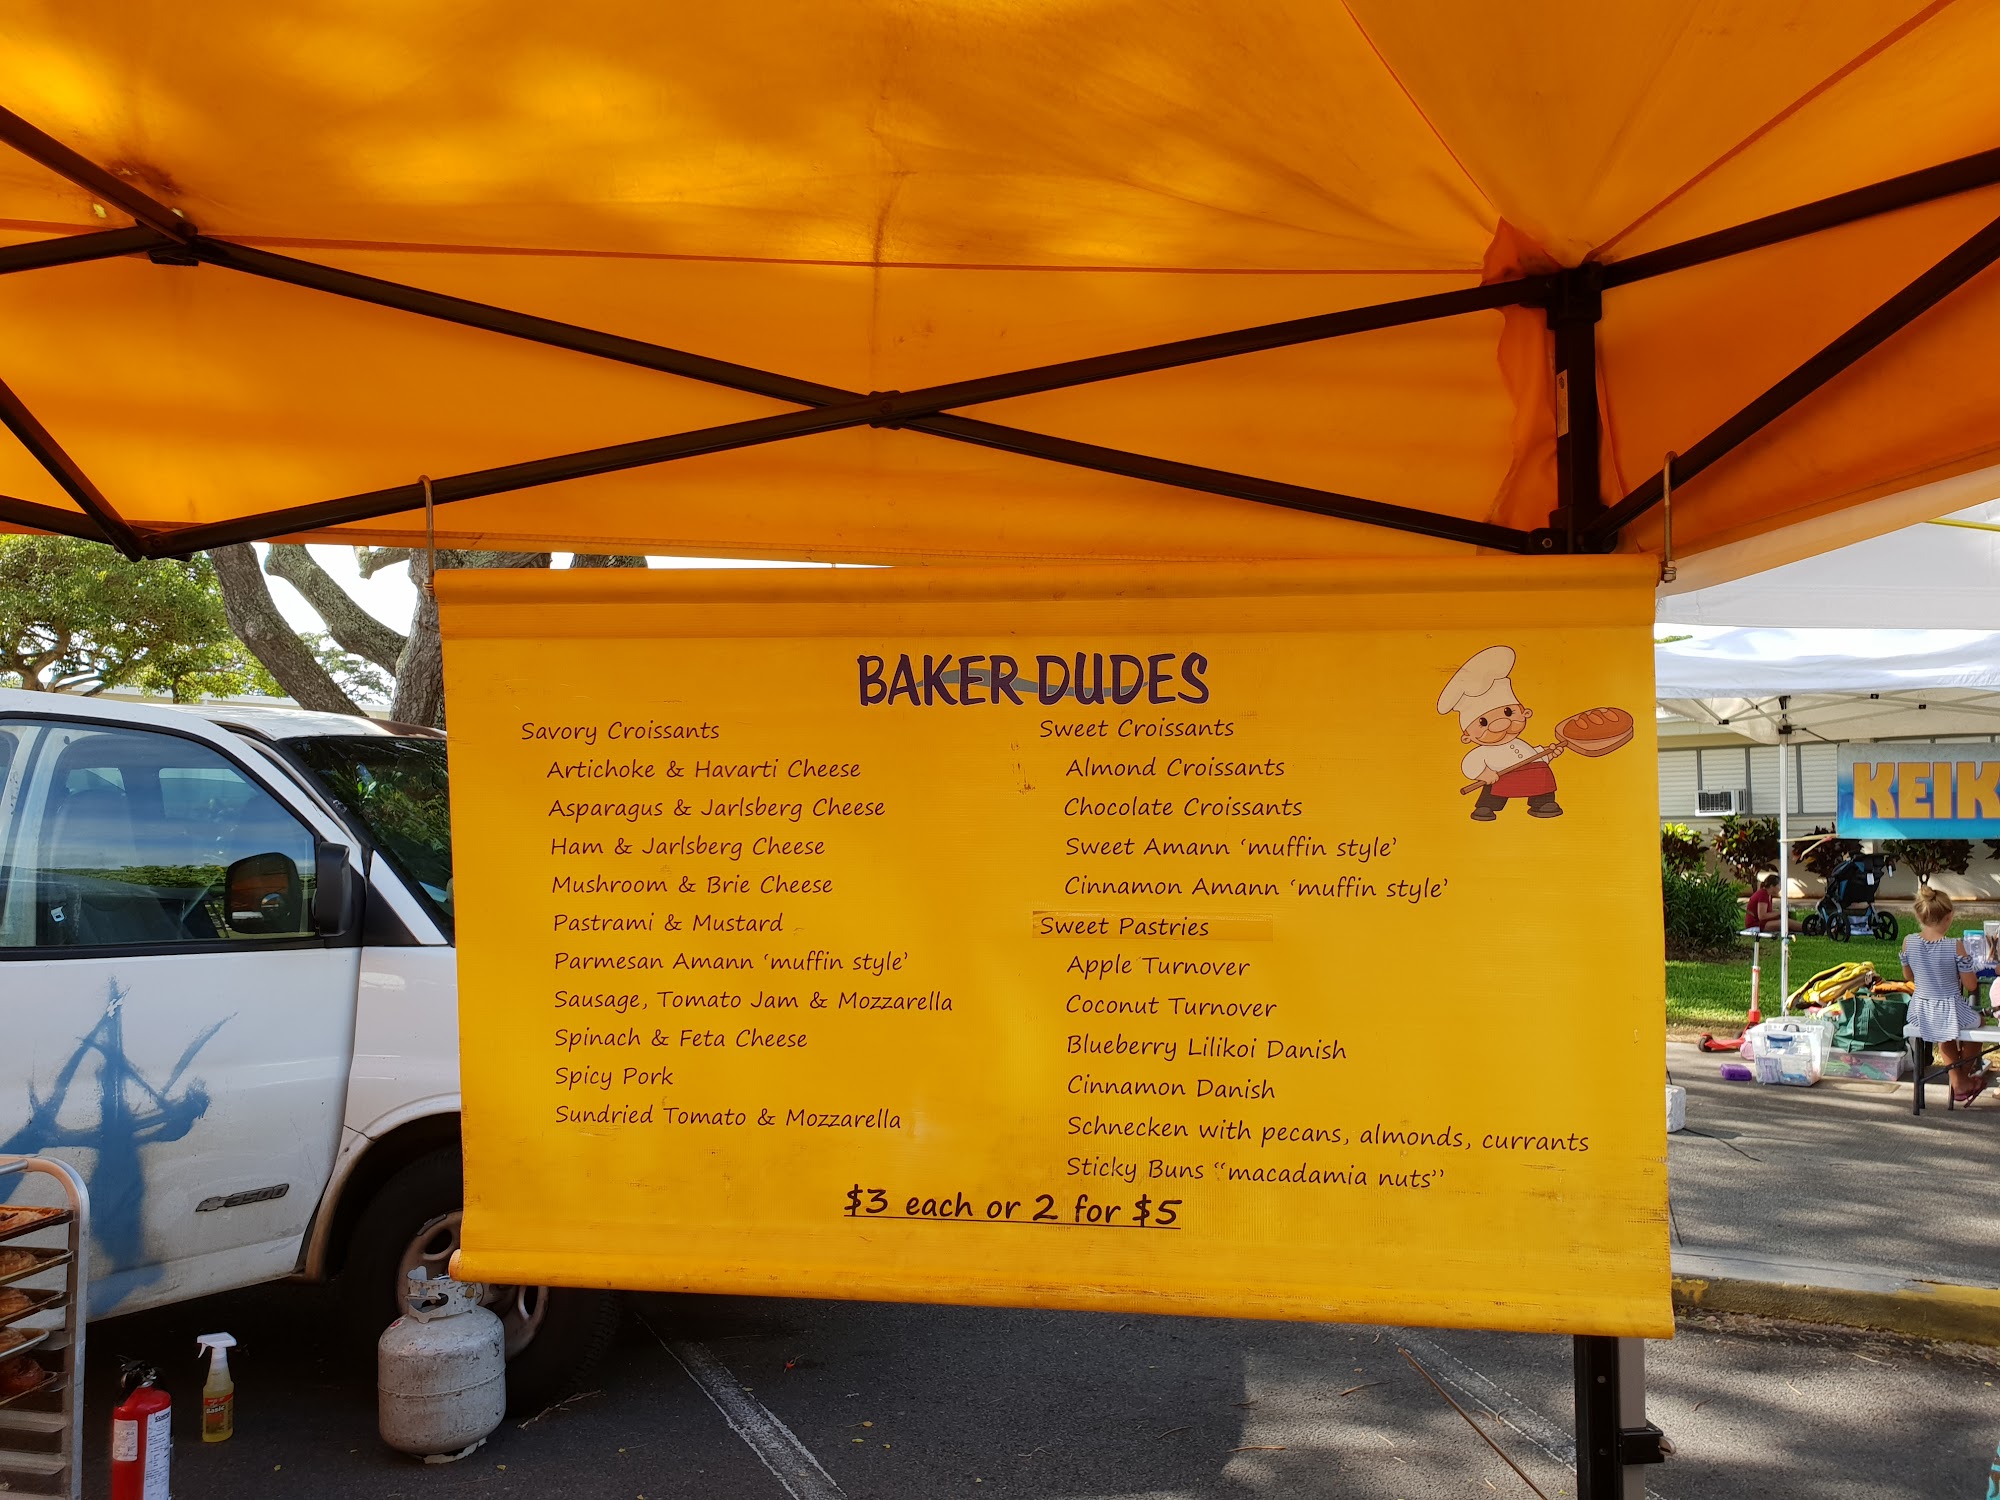 BAKER DUDES
Savory Croissants
Artichoke & Havarti Cheese
Asparagus & Jarlsberg Cheese
Ham & Jarlsberg Cheese
Mushroom & Brie Cheese
Pastrami & Mustard
Parmesan Amann ‘muffin style’
Sausage, Tomato Jam & Mozzarella
Spinach & Feta Cheese
Spicy Pork
Sundried Tomato & Mozzarella
Sweet Croissants
Almond Croissants
Chocolate Croissants
Sweet Amann ‘muffin style’
Cinnamon Amann ‘muffin style’
Sweet Pastries
Apple Turnover
Coconut Turnover
Blueberry Lilikoi Danish
Cinnamon Danish
Schnecken with pecans, almonds, currants
Sticky Buns “macadamia nuts”
$3 each or 2 for $5
KEIK
3500